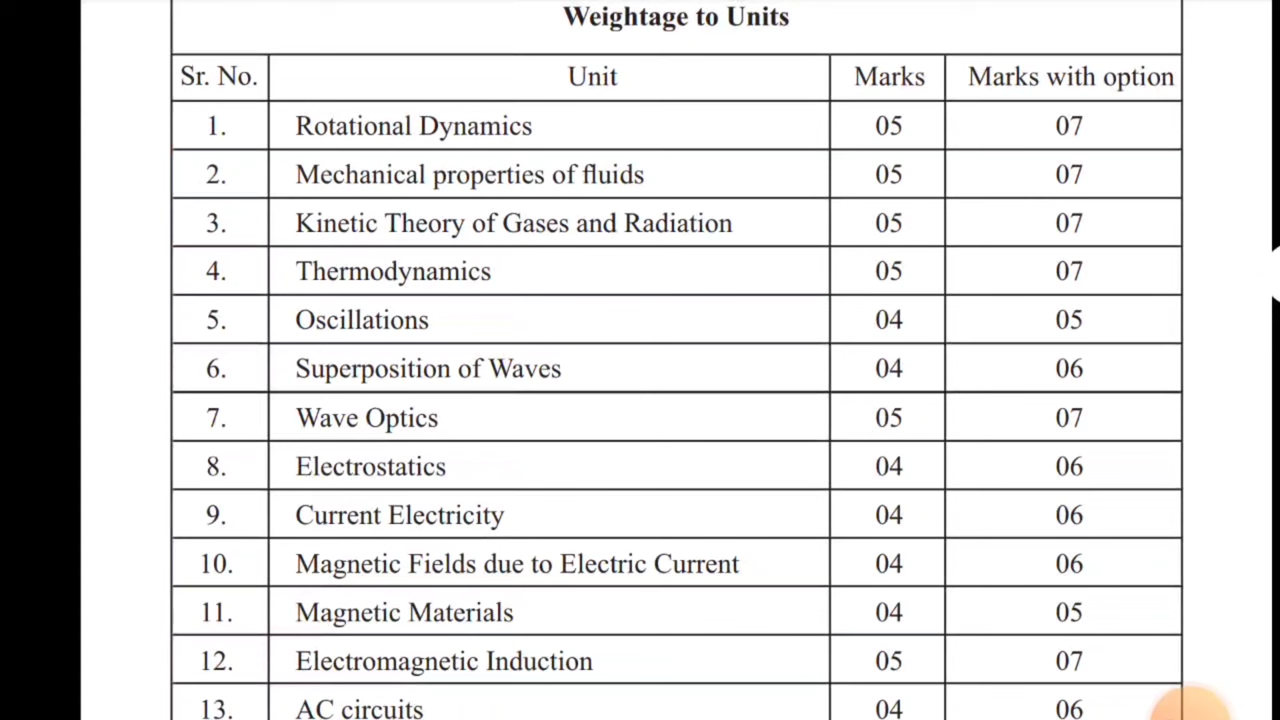 Weightage to Units
Sr. No. Unit Marks Marks with option
1. Rotational Dynamics 05 07
2. Mechanical properties of fluids 05 07
3. Kinetic Theory of Gases and Radiation 05 07
4. Thermodynamics 05 07
5. Oscillations 04 05
6. Superposition of Waves 04 06
7. Wave Optics 05 07
8. Electrostatics 04 06
9. Current Electricity 04 06
10. Magnetic Fields due to Electric Current 04 06
11. Magnetic Materials 04 05
12. Electromagnetic Induction 05 07
13. AC circuits 04 06